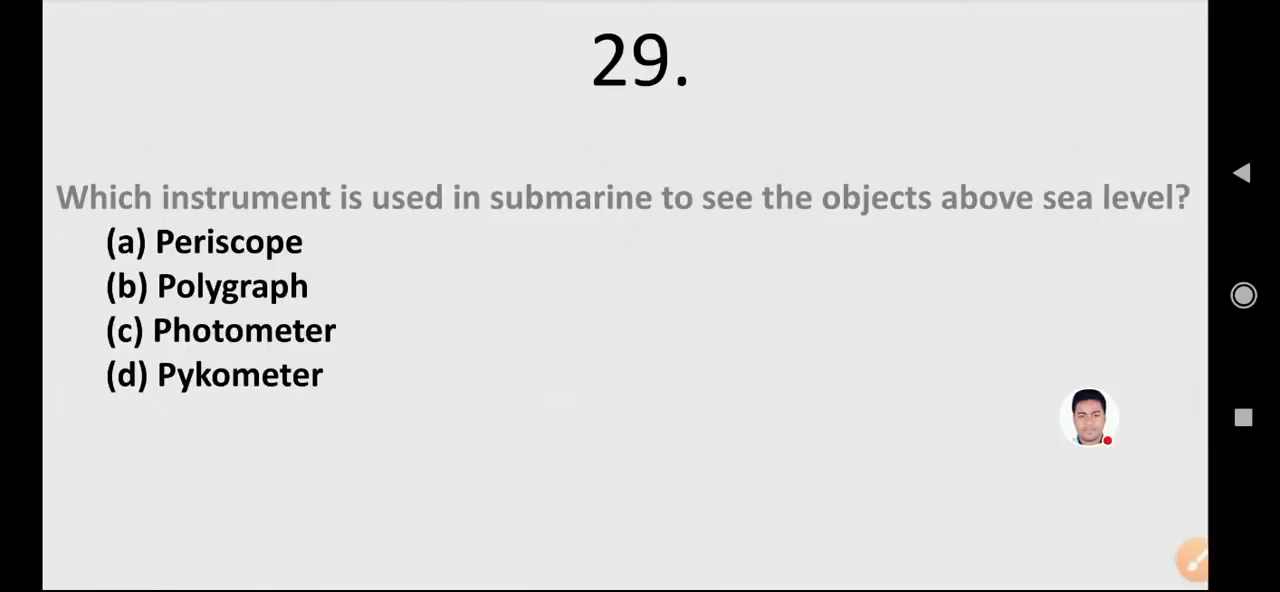 29.
Which instrument is used in submarine to see the objects above sea level?
(a) Periscope
(b) Polygraph
(c) Photometer
(d) Pykometer